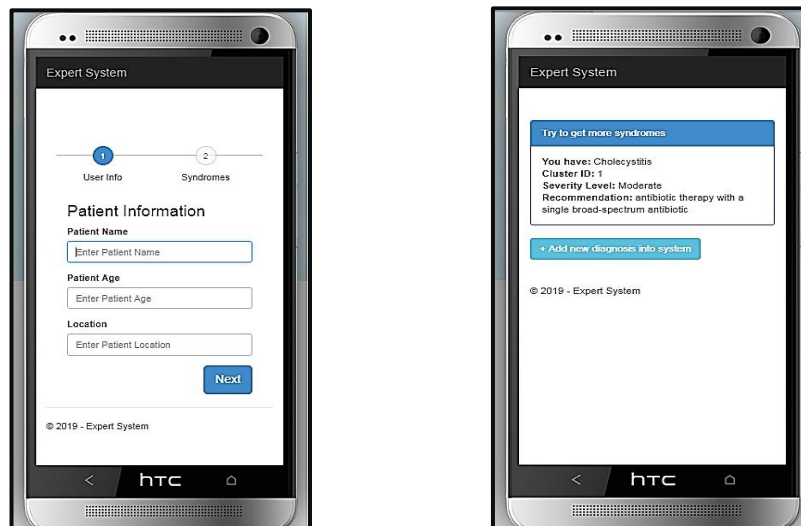 Expert System
1
2
User Info
Syndromes
Patient Information
Patient Name
Enter Patient Name
Patient Age
Enter Patient Age
Location
Enter Patient Location
Next
© 2019 - Expert System
hTC
Expert System
Try to get more syndromes
You have: Cholecystitis
Cluster ID: 1
Severity Level: Moderate
Recommendation: antibiotic therapy with a
single broad-spectrum antibiotic
+ Add new diagnosis into system
© 2019 - Expert System
hTC